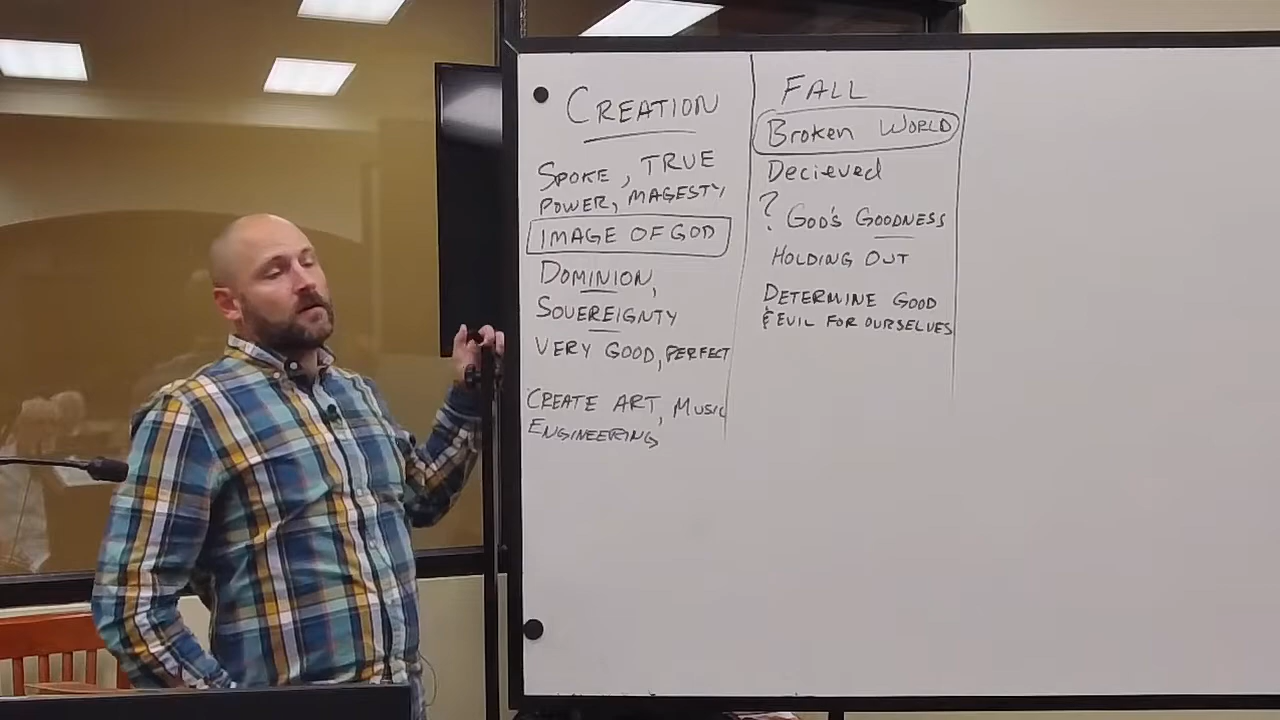 CREATION
SPOKE, TRUE
POWER, MAGESTY,
IMAGE OF GOD
DOMINION,
SOVEREIGNTY
VERY GOOD, PERFECT
CREATE ART, MUSIC
ENGINEERING
FALL
Broken WORLD
Decieved
? GOD'S GOODNESS
HOLDING OUT
DETERMINE GOOD
& EVIL FOR OURSELVES